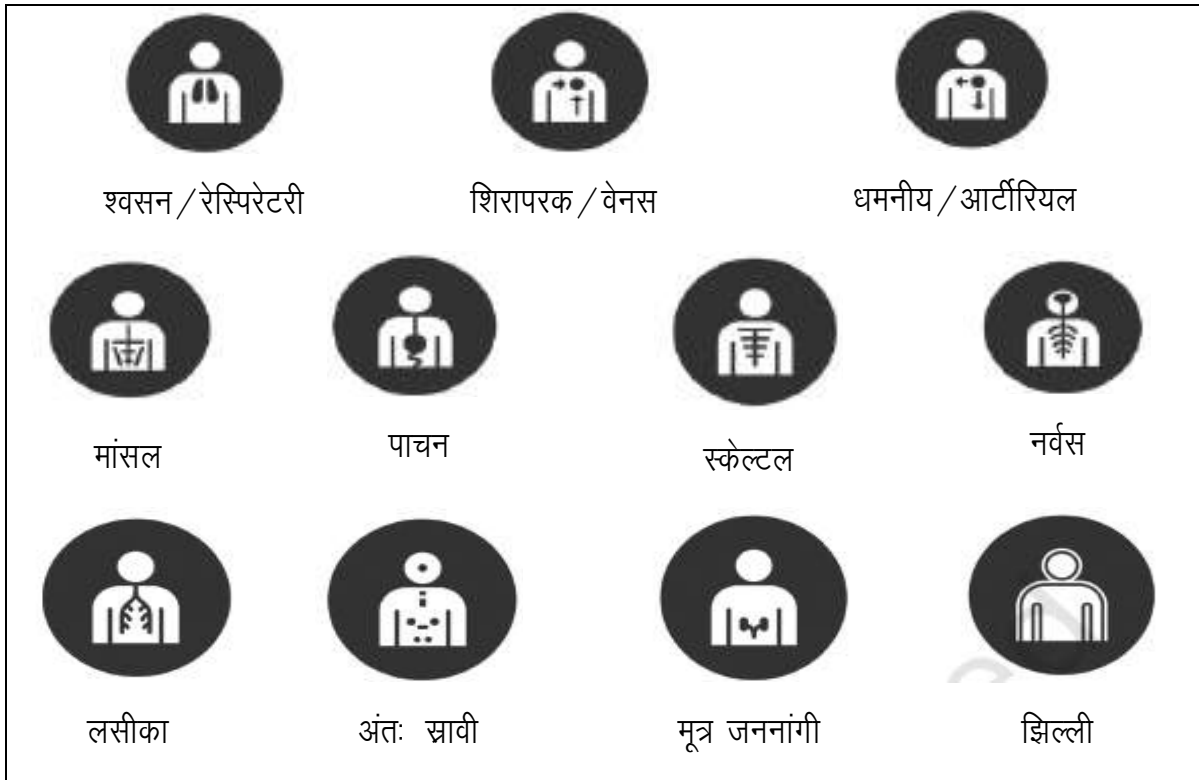 श्वसन/रेस्पिरेटरी शिरापरक/वेनस धमनीय/आर्टीरियल
मांसल पाचन स्केल्टल नर्वस
लसीका अंतः स्रावी मूत्र जननांगी झिल्ली